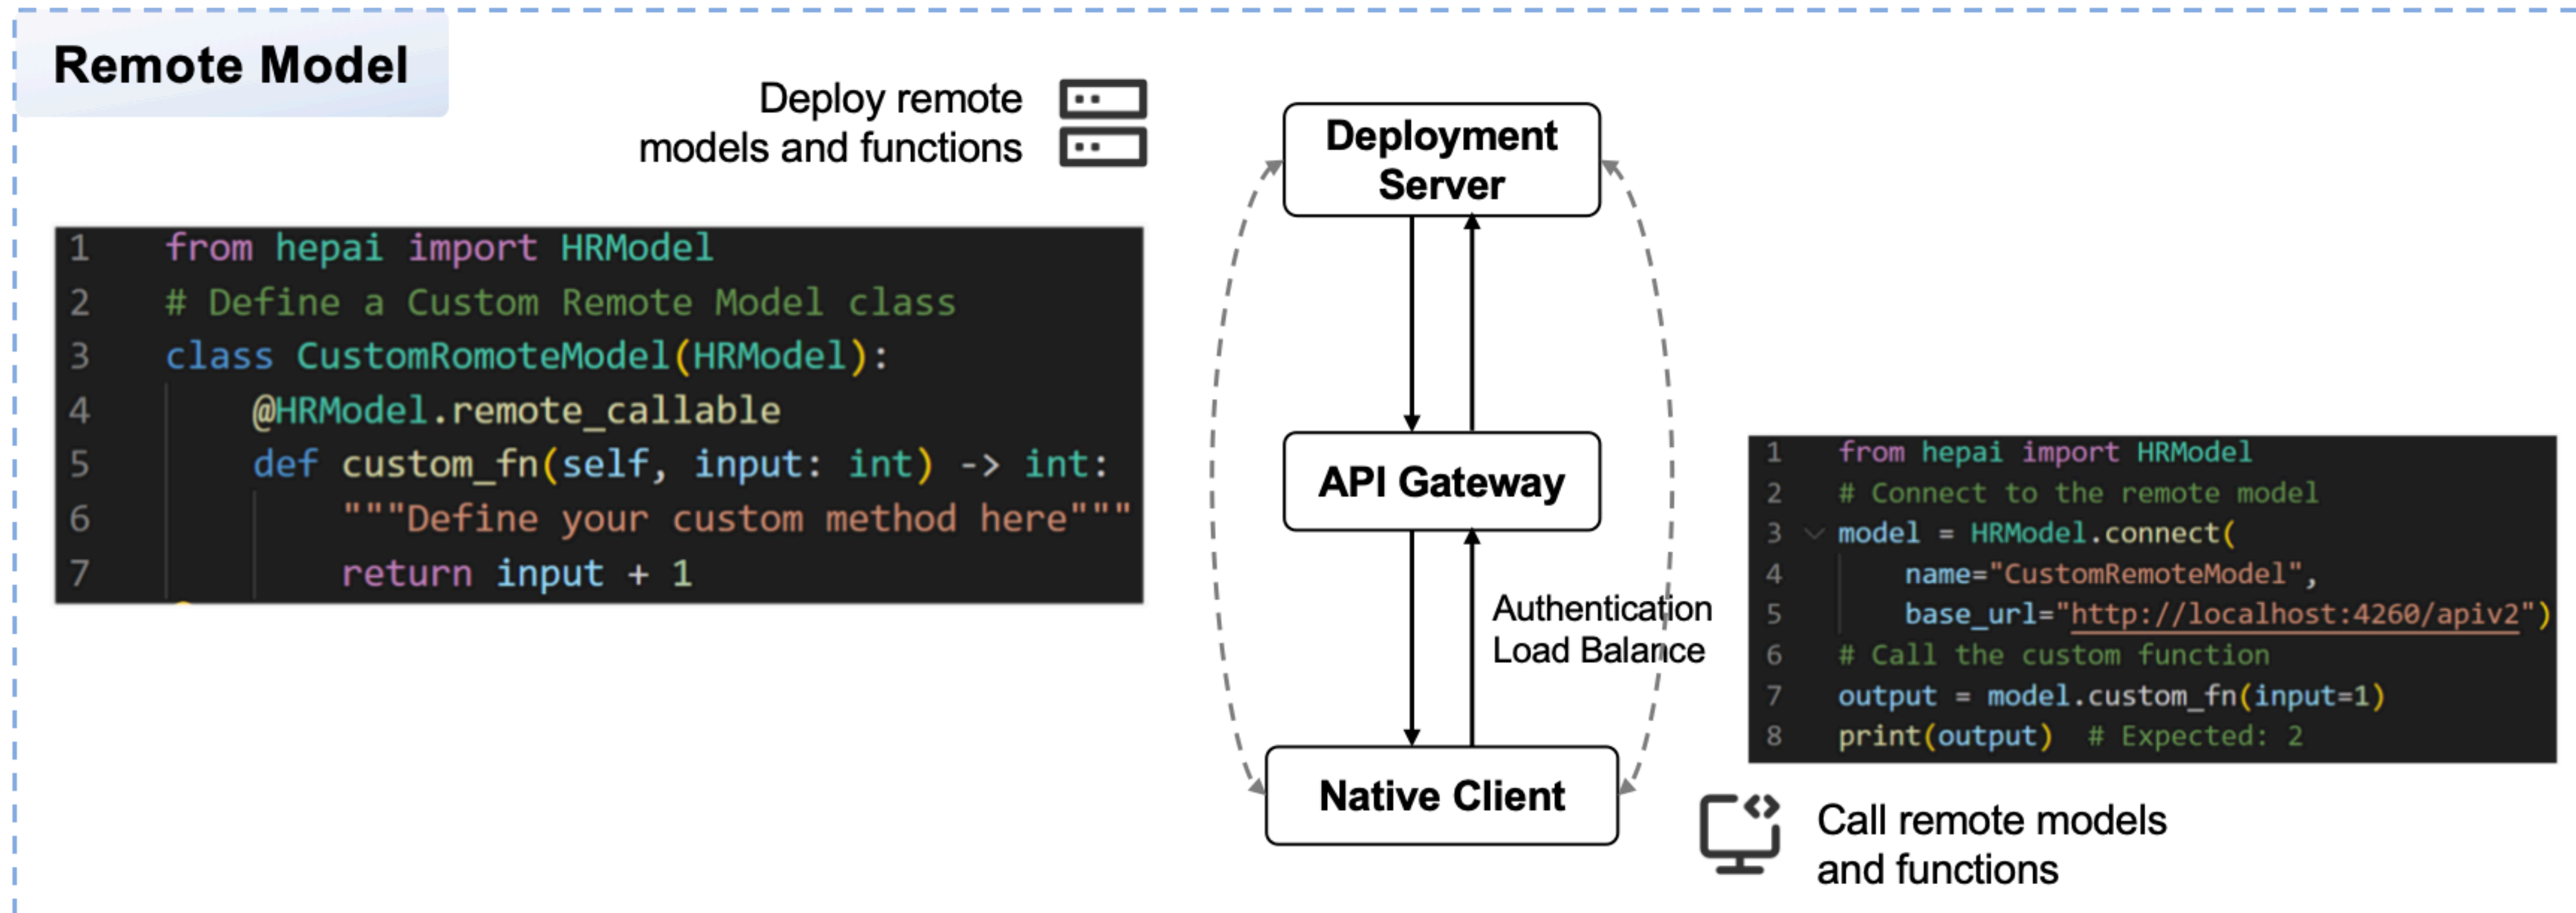 Remote Model
Deploy remote
models and functions
1 from hepai import HRModel
2 # Define a Custom Remote Model class
3 class CustomRomoteModel(HRModel):
4 @HRModel.remote_callable
5 def custom_fn(self, input: int) -> int:
6 """Define your custom method here"""
7 return input + 1
Deployment
Server
API Gateway
Authentication
Load Balance
Native Client
1 from hepai import HRModel
2 # Connect to the remote model
3 model = HRModel.connect(
4 name="CustomRemoteModel",
5 base_url="http://localhost:4260/apiv2")
6 # Call the custom function
7 output = model.custom_fn(input=1)
8 print(output) # Expected: 2
Call remote models
and functions